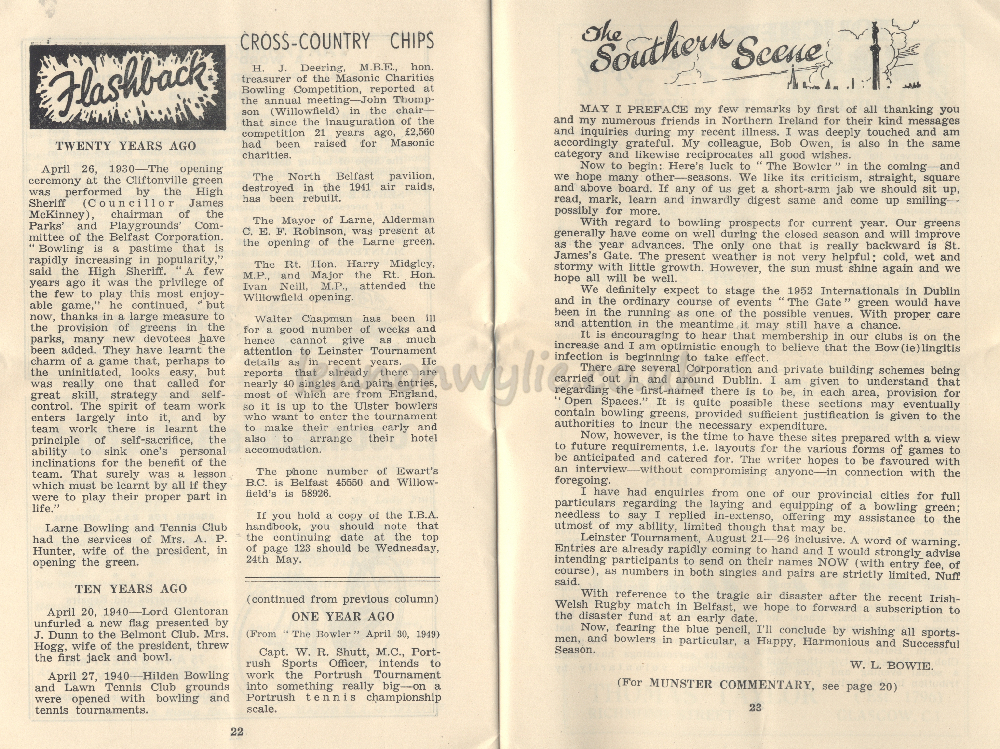 Flashback
TWENTY YEARS AGO
April 26, 1930—The opening
ceremony at the Cliftonville green
was performed by the High
Sheriff (Councillor James
McKinney), chairman of the
Parks' and Playgrounds' Com-
mittee of the Belfast Corporation.
"Bowling is a pastime that is
rapidly increasing in popularity,"
said the High Sheriff. "A few
years ago it was the privilege of
the few to play this most enjoy-
able game," he continued, "but
now, thanks in a large measure to
the provision of greens in the
parks, many new devotees have
been added. They have learnt the
charm of a game that, perhaps to
the uninitiated, looks easy, but
was really one that called for
great skill, strategy and self-
control. The spirit of team work
enters largely into it, and by
team work there is learnt the
principle of self-sacrifice, the
ability to sink one's personal
inclinations for the benefit of the
team. That surely was a lesson
which must be learnt by all if they
were to play their proper part in
life."
Larne Bowling and Tennis Club
had the services of Mrs. A. P.
Hunter, wife of the president, in
opening the green.
TEN YEARS AGO
April 20, 1940—Lord Glentoran
unfurled a new flag presented by
J. Dunn to the Belmont Club. Mrs.
Hogg, wife of the president, threw
the first jack and bowl.
April 27, 1940—Hilden Bowling
and Lawn Tennis Club grounds
were opened with bowling and
tennis tournaments.
CROSS-COUNTRY CHIPS
H. J. Deering, M.B.E., hon.
treasurer of the Masonic Charities
Bowling Competition, reported at
the annual meeting—John Thomp-
son (Willowfield) in the chair—
that since the inauguration of the
competition 21 years ago, £2,560
had been raised for Masonic
charities.
The North Belfast pavilion,
destroyed in the 1941 air raids,
has been rebuilt.
The Mayor of Larne, Alderman
C. E. F. Robinson, was present at
the opening of the Larne green.
The Rt. Hon. Harry Midgley,
M.P., and Major the Rt. Hon.
Ivan Neill, M.P., attended the
Willowfield opening.
Walter Chapman has been ill
for a good number of weeks and
hence cannot give as much
attention to Leinster Tournament
details as in recent years. He
reports that already there are
nearly 40 singles and pairs entries,
most of which are from England,
so it is up to the Ulster bowlers
who want to enter the tournament
to make their entries early and
also to arrange their hotel
accomodation.
The phone number of Ewart's
B.C. is Belfast 45550 and Willow-
field's is 58926.
If you hold a copy of the I.B.A.
handbook, you should note that
the continuing date at the top
of page 123 should be Wednesday,
24th May.
(continued from previous column)
ONE YEAR AGO
(From "The Bowler" April 30, 1949)
Capt. W. R. Shutt, M.C., Port-
rush Sports Officer, intends to
work the Portrush Tournament
into something really big—on a
Portrush tennis championship
scale.
22
The
Southern Scene
MAY I PREFACE my few remarks by first of all thanking you
and my numerous friends in Northern Ireland for their kind messages
and inquiries during my recent illness. I was deeply touched and am
accordingly grateful. My colleague, Bob Owen, is also in the same
category and likewise reciprocates all good wishes.
Now to begin: Here's luck to "The Bowler" in the coming—and
we hope many other—seasons. We like its criticism, straight, square
and above board. If any of us get a short-arm jab we should sit up,
read, mark, learn and inwardly digest same and come up smiling—
possibly for more.
With regard to bowling prospects for current year. Our greens
generally have come on well during the closed season and will improve
as the year advances. The only one that is really backward is St.
James's Gate. The present weather is not very helpful; cold, wet and
stormy with little growth. However, the sun must shine again and we
hope all will be well.
We definitely expect to stage the 1952 Internationals in Dublin
and in the ordinary course of events "The Gate" green would have
been in the running as one of the possible venues. With proper care
and attention in the meantime it may still have a chance.
It is encouraging to hear that membership in our clubs is on the
increase and I am optimistic enough to believe that the Bow(ie)lingitis
infection is beginning to take effect.
There are several Corporation and private building schemes being
carried out in and around Dublin. I am given to understand that
regarding the first-named there is to be, in each area, provision for
"Open Spaces." It is quite possible these sections may eventually
contain bowling greens, provided sufficient justification is given to the
authorities to incur the necessary expenditure.
Now, however, is the time to have these sites prepared with a view
to future requirements, i.e. layouts for the various forms of games to
be anticipated and catered for. The writer hopes to be favoured with
an interview—without compromising anyone—in connection with the
foregoing.
I have had enquiries from one of our provincial cities for full
particulars regarding the laying and equipping of a bowling green;
needless to say I replied in-extenso, offering my assistance to the
utmost of my ability, limited though that may be.
Leinster Tournament, August 21—26 inclusive. A word of warning.
Entries are already rapidly coming to hand and I would strongly advise
intending participants to send on their names NOW (with entry fee, of
course), as numbers in both singles and pairs are strictly limited. Nuff
said.
With reference to the tragic air disaster after the recent Irish-
Welsh Rugby match in Belfast, we hope to forward a subscription to
the disaster fund at an early date.
Now, fearing the blue pencil, I'll conclude by wishing all sports-
men, and bowlers in particular, a Happy, Harmonious and Successful
Season.
W. L. BOWIE.
(For MUNSTER COMMENTARY, see page 20)
23